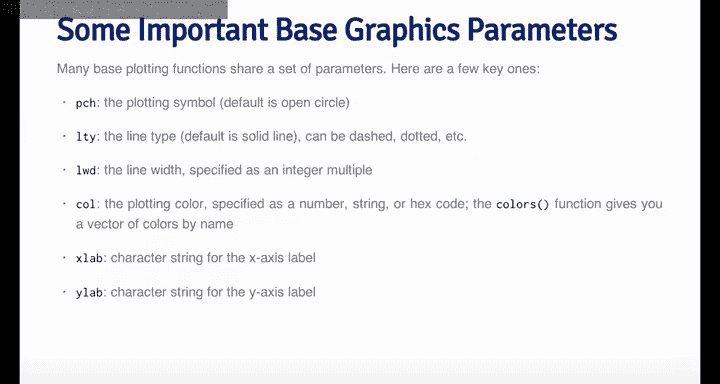 Some Important Base Graphics Parameters
Many base plotting functions share a set of parameters. Here are a few key ones:
· pch: the plotting symbol (default is open circle)
· lty: the line type (default is solid line), can be dashed, dotted, etc.
· lwd: the line width, specified as an integer multiple
· col: the plotting color, specified as a number, string, or hex code; the colors() function gives you
a vector of colors by name
· xlab: character string for the x-axis label
· ylab: character string for the y-axis label